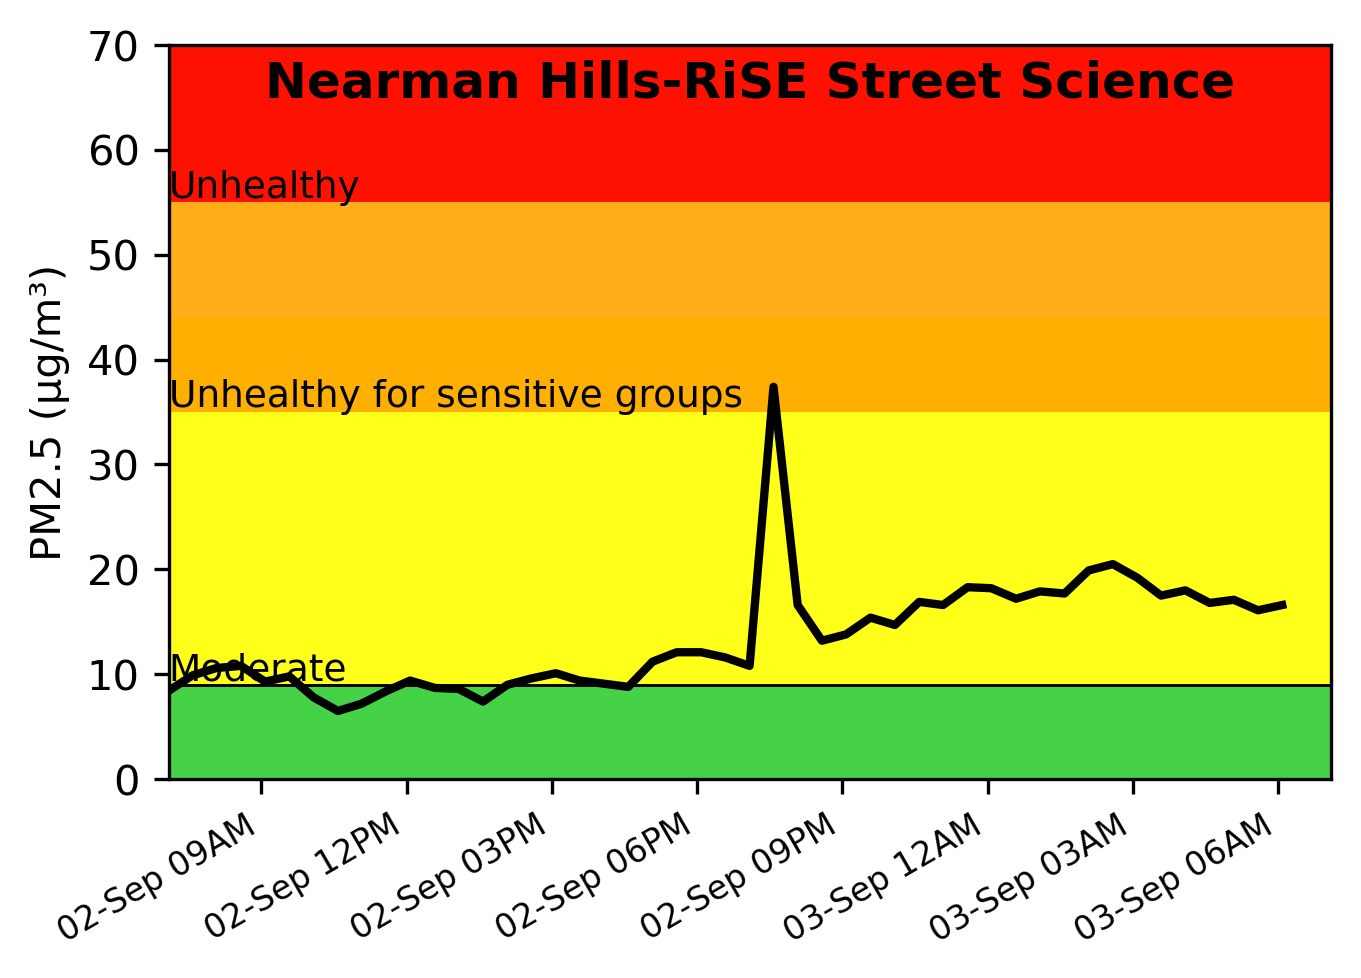 Nearman Hills-RiSE Street Science
70
60
50
40
30
20
10
0
PM2.5 (µg/m³)
Unhealthy
Unhealthy for sensitive groups
Moderate
02-Sep 09AM
02-Sep 12PM
02-Sep 03PM
02-Sep 06PM
02-Sep 09PM
03-Sep 12AM
03-Sep 03AM
03-Sep 06AM